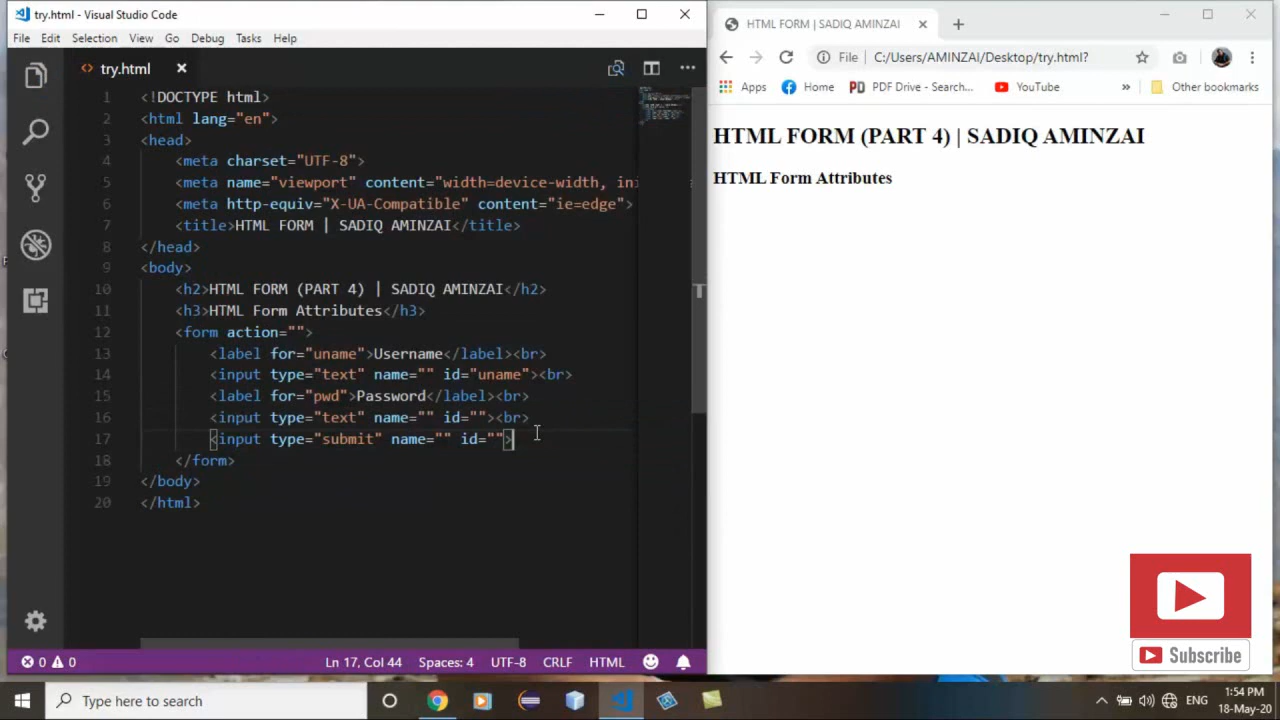 try.html - Visual Studio Code
File Edit Selection View Go Debug Tasks Help
try.html
1 <!DOCTYPE html>
2 <html lang="en">
3 <head>
4 <meta charset="UTF-8">
5 <meta name="viewport" content="width=device-width, ini
6 <meta http-equiv="X-UA-Compatible" content="ie=edge">
7 <title>HTML FORM | SADIQ AMINZAI</title>
8 </head>
9 <body>
10 <h2>HTML FORM (PART 4) | SADIQ AMINZAI</h2>
11 <h3>HTML Form Attributes</h3>
12 <form action="">
13 <label for="uname">Username</label><br>
14 <input type="text" name="" id="uname"><br>
15 <label for="pwd">Password</label><br>
16 <input type="text" name="" id=""><br>
17 <input type="submit" name="" id="">
18 </form>
19 </body>
20 </html>
0 0 Ln 17, Col 44 Spaces: 4 UTF-8 CRLF HTML
HTML FORM | SADIQ AMINZAI
File C:/Users/AMINZAI/Desktop/try.html?
Apps Home PD PDF Drive - Search... YouTube » Other bookmarks
HTML FORM (PART 4) | SADIQ AMINZAI
HTML Form Attributes
Subscribe
Type here to search
ENG
1:54 PM
18-May-20